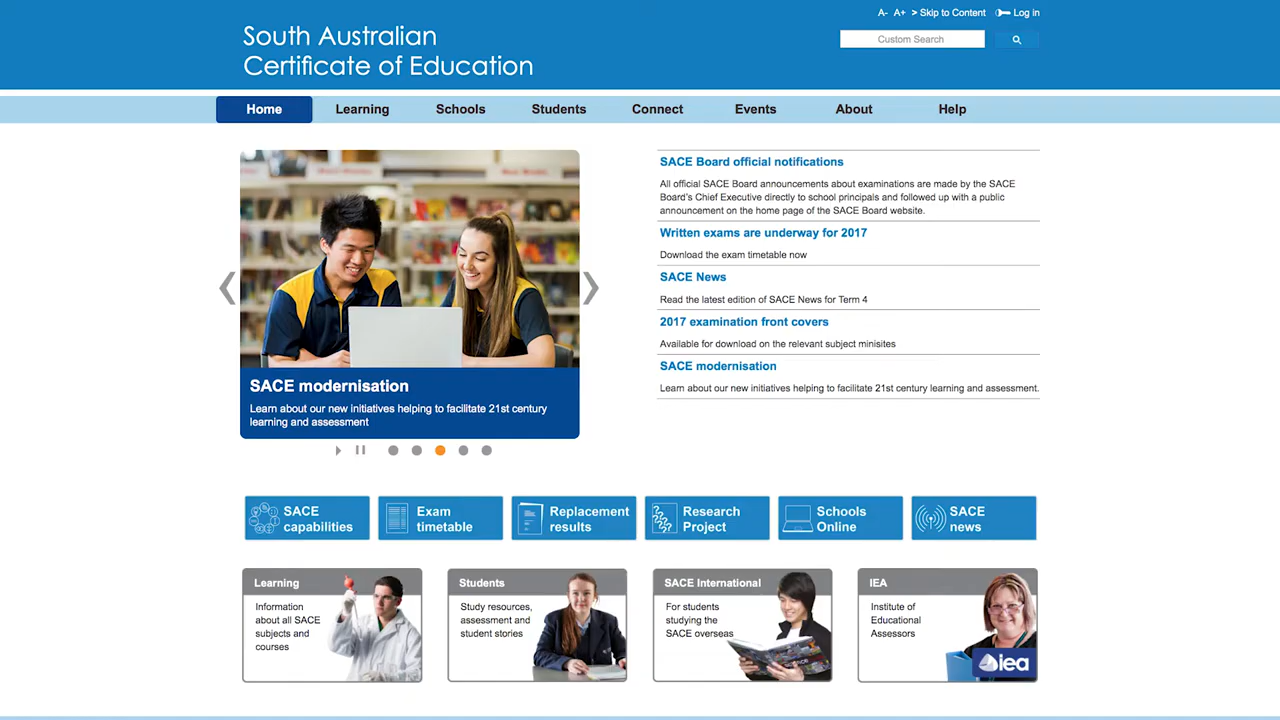 A- A+ > Skip to Content Log in
South Australian
Certificate of Education
Custom Search
Home Learning Schools Students Connect Events About Help
SACE modernisation
Learn about our new initiatives helping to facilitate 21st century
learning and assessment
SACE Board official notifications
All official SACE Board announcements about examinations are made by the SACE
Board's Chief Executive directly to school principals and followed up with a public
announcement on the home page of the SACE Board website.
Written exams are underway for 2017
Download the exam timetable now
SACE News
Read the latest edition of SACE News for Term 4
2017 examination front covers
Available for download on the relevant subject minisites
SACE modernisation
Learn about our new initiatives helping to facilitate 21st century learning and assessment.
SACE
capabilities
Exam
timetable
Replacement
results
Research
Project
Schools
Online
SACE
news
Learning
Information
about all SACE
subjects and
courses
Students
Study resources,
assessment and
student stories
SACE International
For students
studying the
SACE overseas
IEA
Institute of
Educational
Assessors
iea